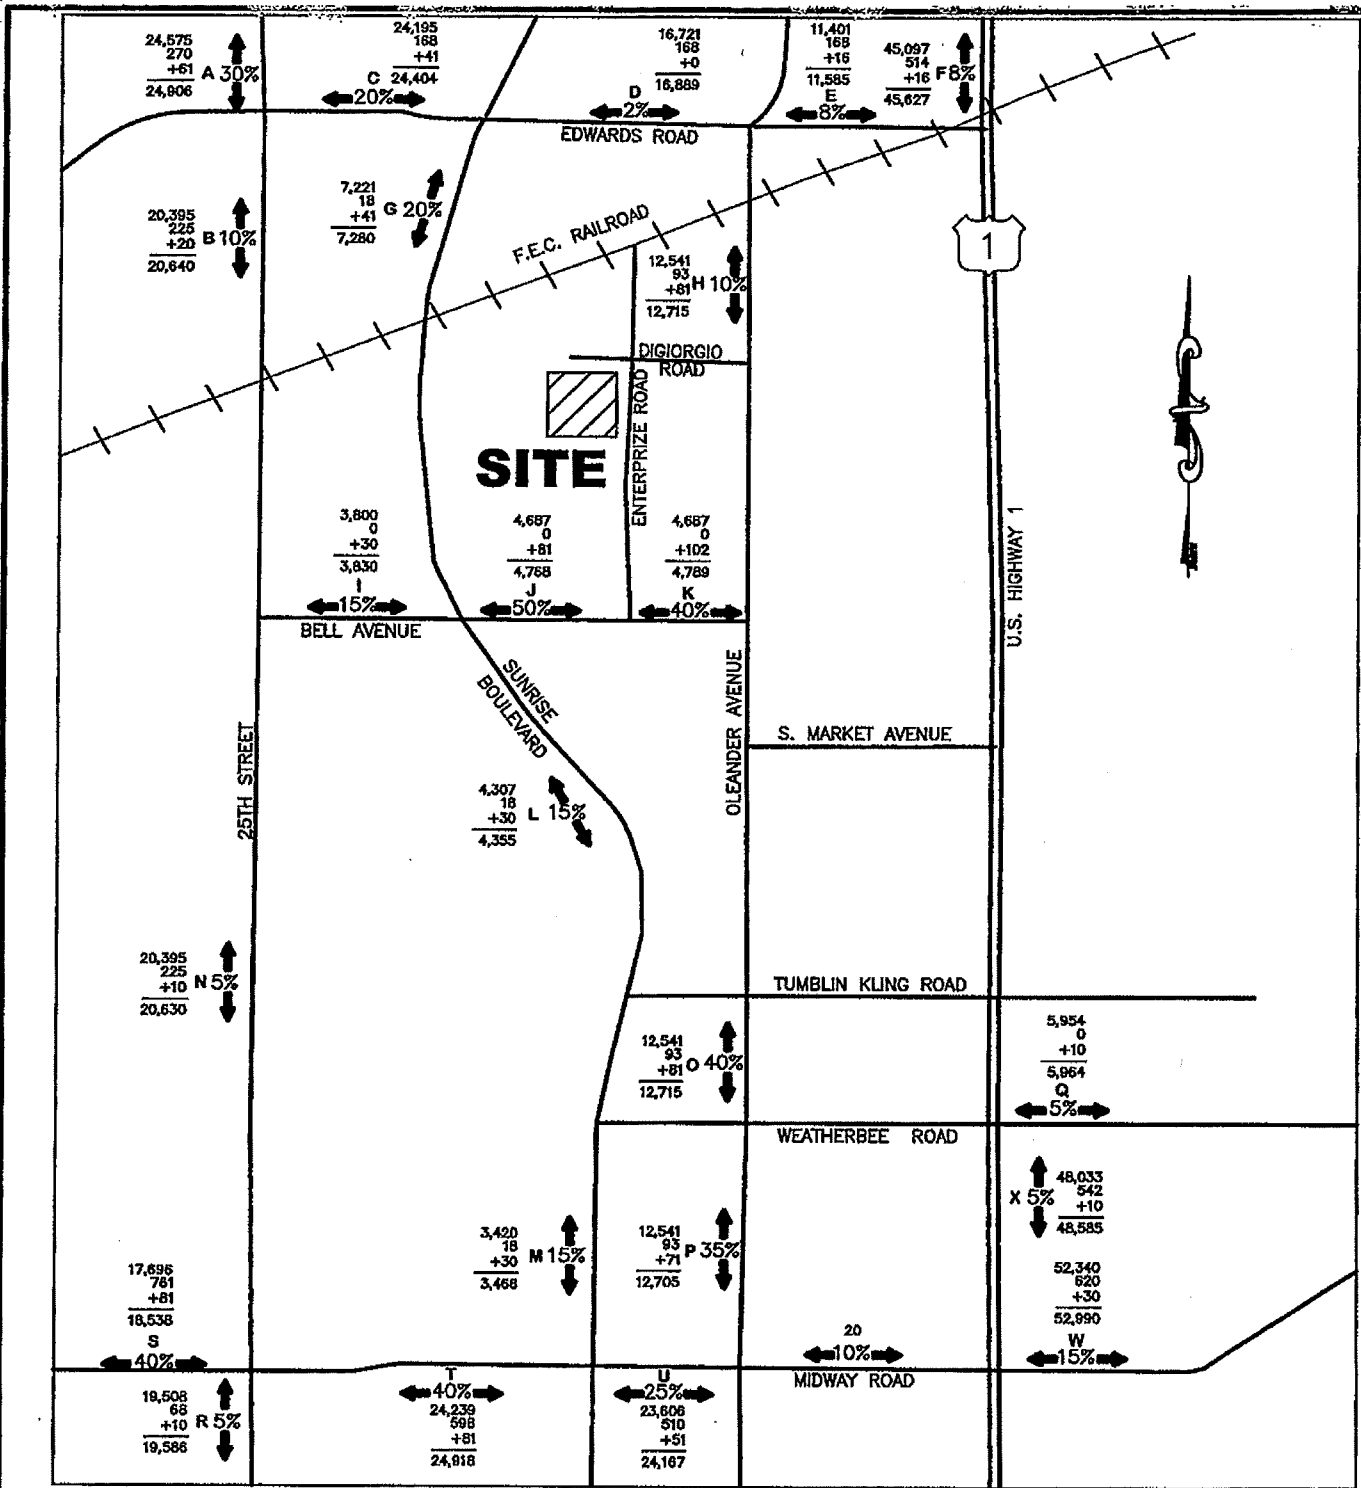 24,575
270
+61
24,906
A 30%
24,195
168
+41
24,404
C
20%
16,721
168
+0
16,889
D
2%
11,401
168
+16
11,585
E
8%
45,097
514
+16
45,627
F 8%
EDWARDS ROAD
20,395
225
+20
20,640
B 10%
7,221
18
+41
7,280
G 20%
F.E.C. RAILROAD
12,541
93
+81
12,715
H 10%
1
DIGIORGIO
ROAD
ENTERPRIZE ROAD
SITE
3,800
0
+30
3,830
I
15%
4,687
0
+81
4,768
J
50%
4,687
0
+102
4,789
K
40%
BELL AVENUE
U.S. HIGHWAY 1
SUNRISE
BOULEVARD
OLEANDER AVENUE
S. MARKET AVENUE
25TH STREET
4,307
18
+30
4,355
L 15%
20,395
225
+10
20,630
N 5%
TUMBLIN KLING ROAD
12,541
93
+81
12,715
O 40%
5,954
0
+10
5,964
Q
5%
WEATHERBEE ROAD
X 5%
48,033
542
+10
48,585
3,420
18
+30
3,468
M 15%
12,541
93
+71
12,705
P 35%
17,696
761
+81
18,538
S
40%
52,340
620
+30
52,990
W
15%
20
10%
MIDWAY ROAD
19,508
68
+10
19,586
R 5%
T
40%
24,239
598
+81
24,918
U
25%
23,606
510
+51
24,167